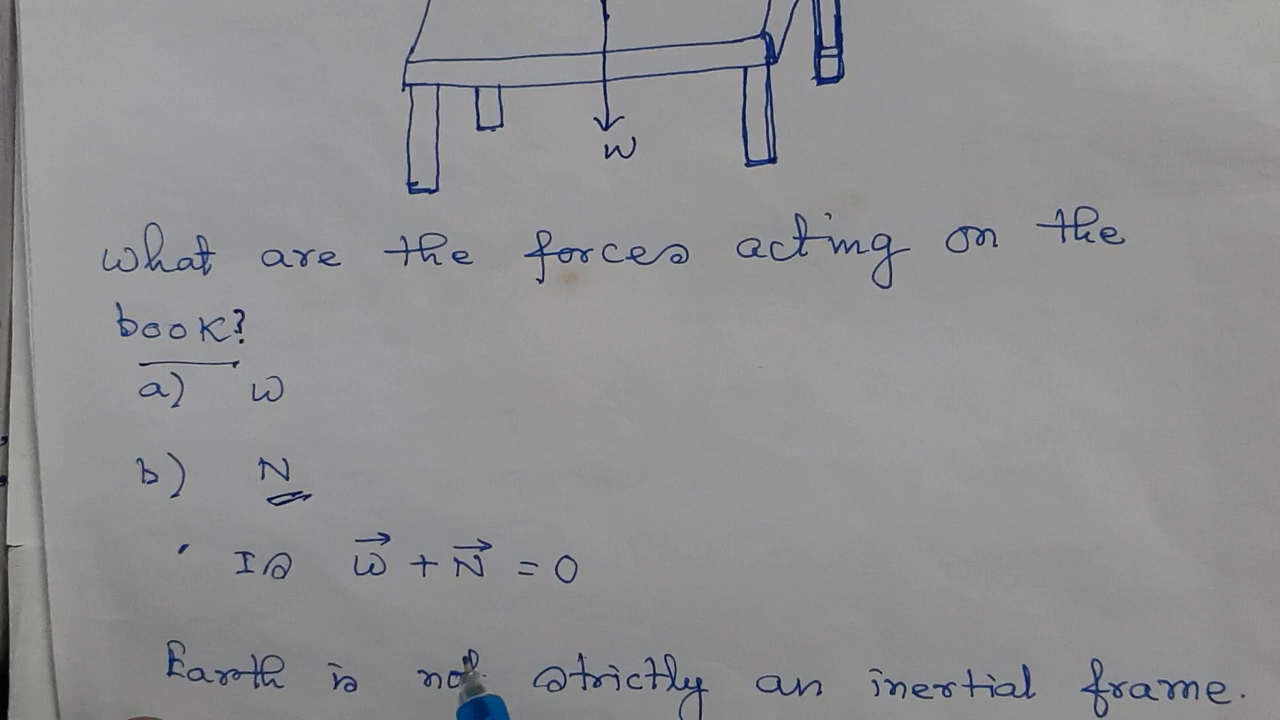 W
what are the forces acting on the
book?
a) W
b) N
Is W⃗ + N⃗ = 0
Earth is not strictly an inertial frame.